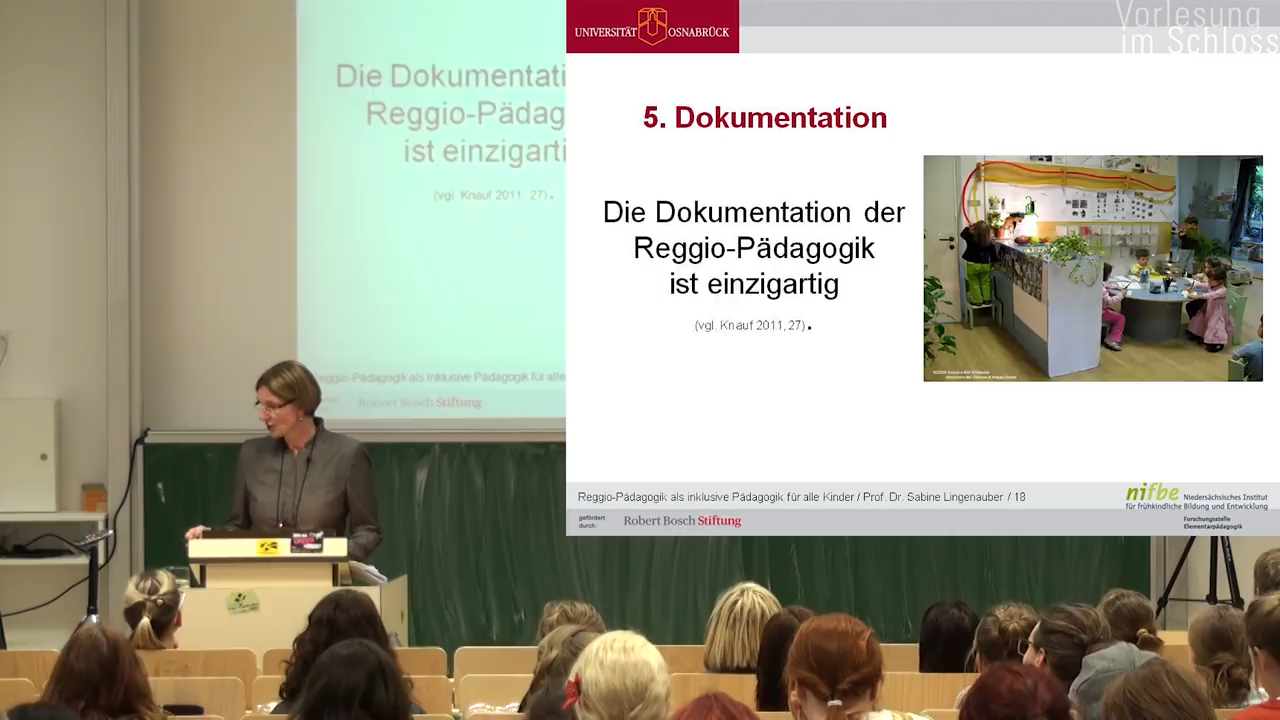 Die Dokumentati
Reggio-Pädag
ist einzigarti
(vgl. Knauf 2011, 27).
eggio-Pädagogik als inklusive Pädagogik für alle
Robert Bosch Stiftung
UNIVERSITÄT OSNABRÜCK
Vorlesung
im Schloss
5. Dokumentation
Die Dokumentation der
Reggio-Pädagogik
ist einzigartig
(vgl. Knauf 2011, 27).
Reggio-Pädagogik als inklusive Pädagogik für alle Kinder / Prof. Dr. Sabine Lingenauber / 18
nifbe Niedersächsisches Institut
für frühkindliche Bildung und Entwicklung
gefördert
durch:
Robert Bosch Stiftung
Forschungsstelle
Elementarpädagogik